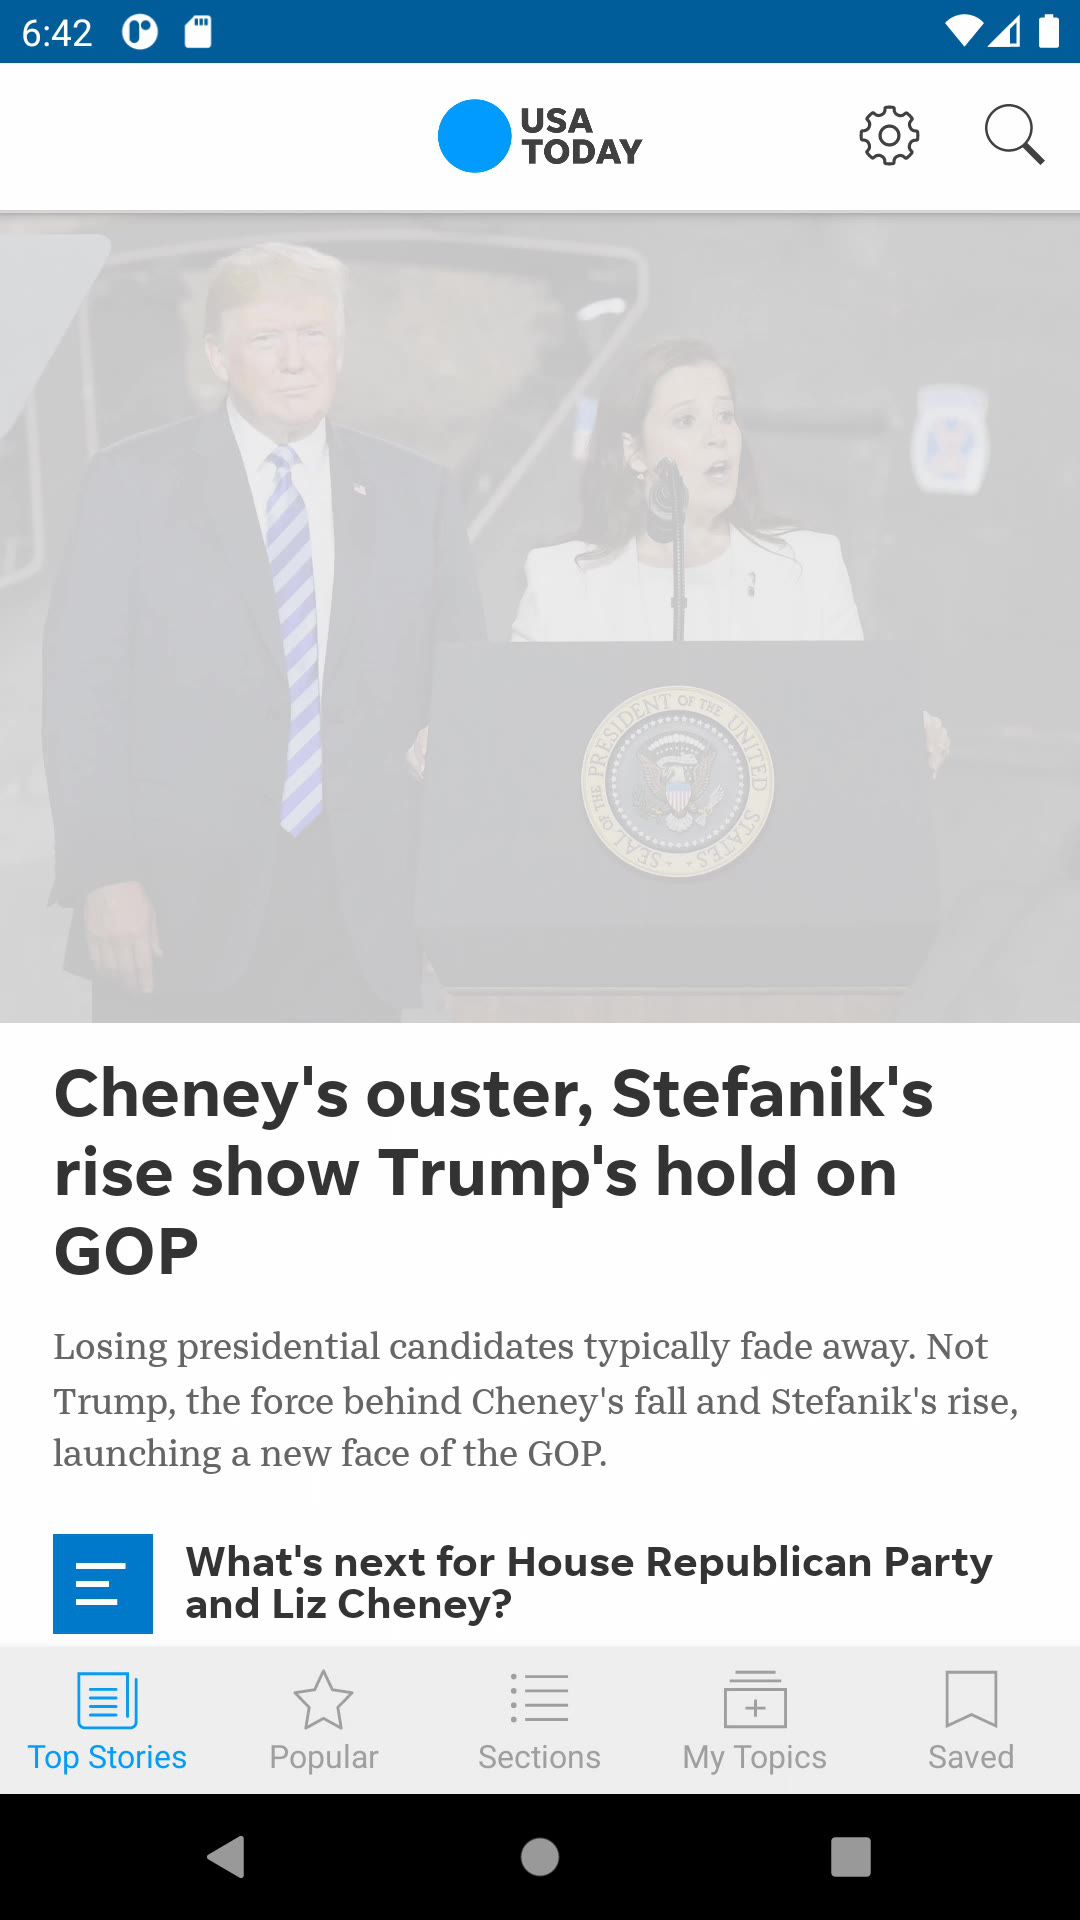 6:42
USA
TODAY
SEAL OF THE PRESIDENT OF THE UNITED STATES
Cheney's ouster, Stefanik's
rise show Trump's hold on
GOP
Losing presidential candidates typically fade away. Not
Trump, the force behind Cheney's fall and Stefanik's rise,
launching a new face of the GOP.
What's next for House Republican Party
and Liz Cheney?
Top Stories
Popular
Sections
My Topics
Saved